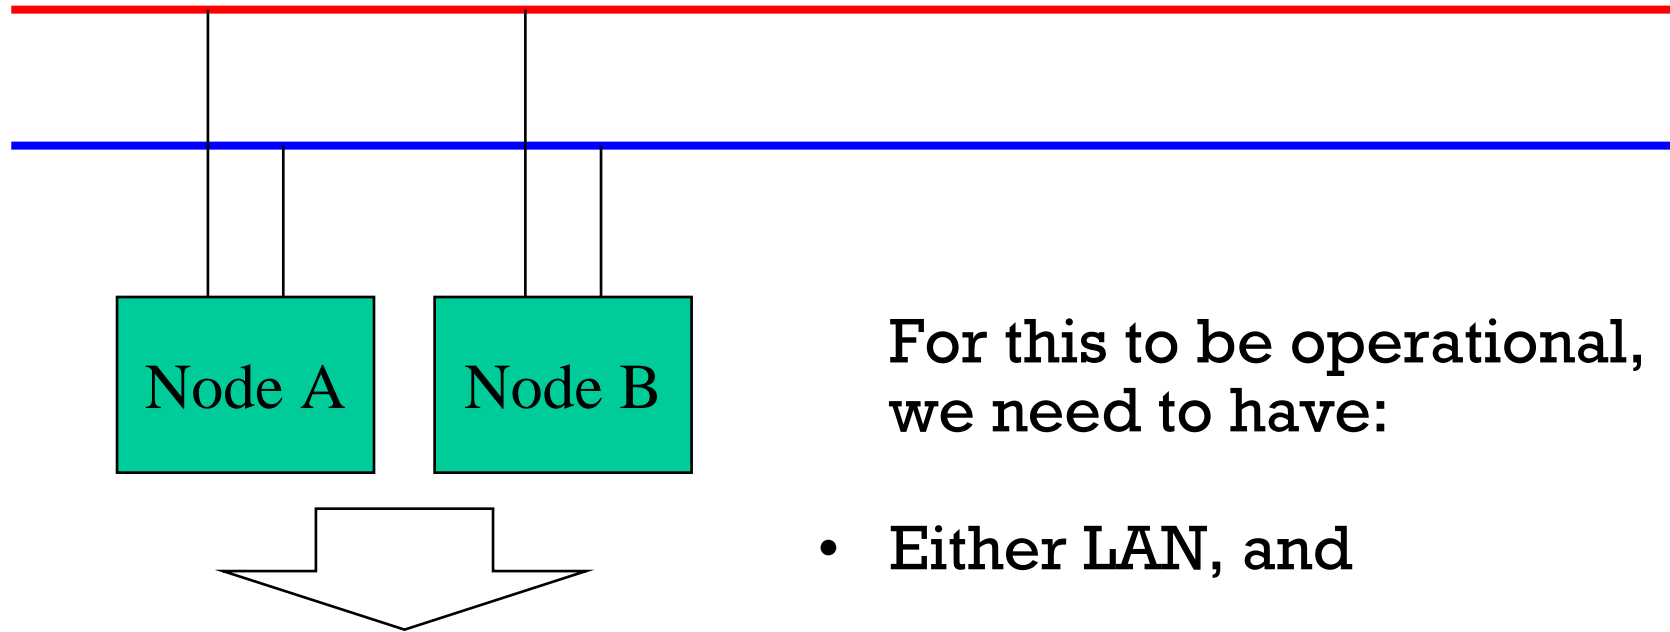 Node A
Node B
For this to be operational,
we need to have:
• Either LAN, and